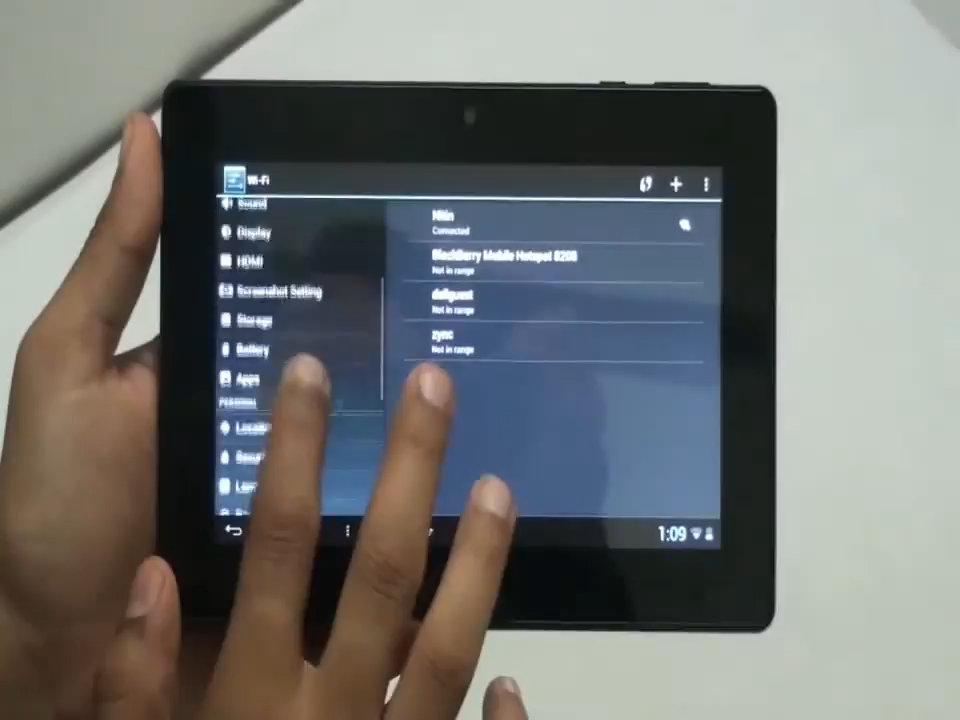 Wi-Fi
Sound
Display
HDMI
Screenshot Setting
Storage
Battery
Apps
PERSONAL
Nitin
Connected
BlackBerry Mobile Hotspot 8208
Not in range
dellguest
Not in range
zync
Not in range
1:09